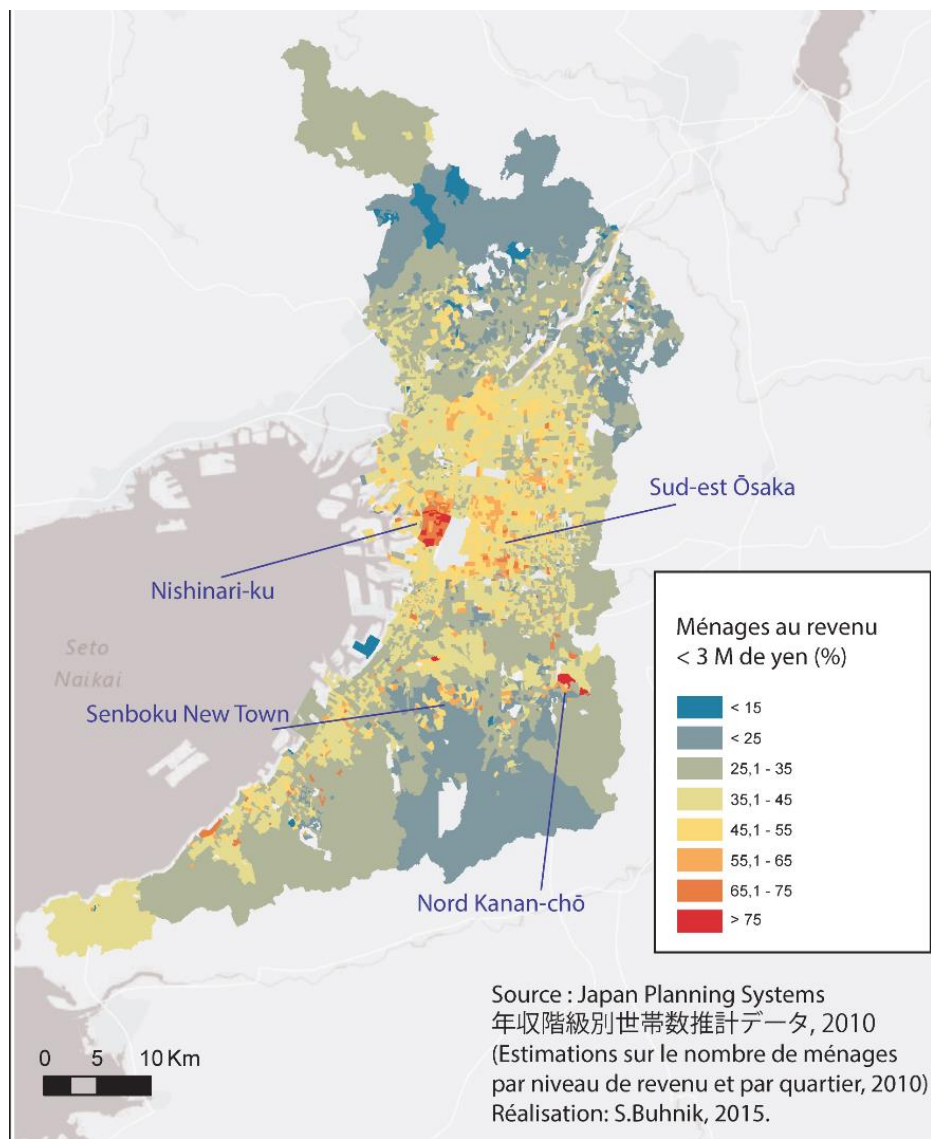 Sud-est Ōsaka
Nishinari-ku
Seto
Naikai
Senboku New Town
Nord Kanan-chō
Ménages au revenu
< 3 M de yen (%)
< 15
< 25
25,1 - 35
35,1 - 45
45,1 - 55
55,1 - 65
65,1 - 75
> 75
0 5 10 Km
Source : Japan Planning Systems
年収階級別世帯数推計データ, 2010
(Estimations sur le nombre de ménages
par niveau de revenu et par quartier, 2010)
Réalisation: S.Buhnik, 2015.